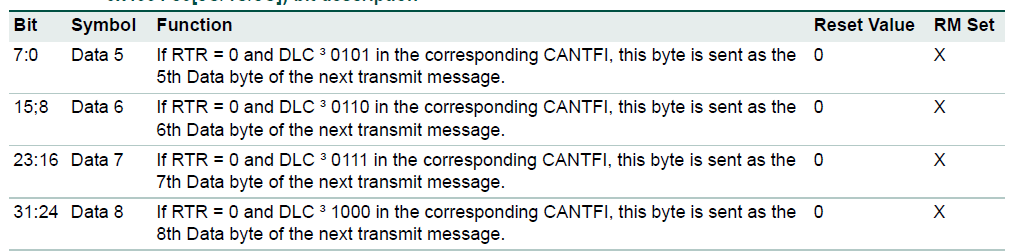 Bit Symbol Function Reset Value RM Set
7:0 Data 5 If RTR = 0 and DLC ³ 0101 in the corresponding CANTFI, this byte is sent as the 0 X
5th Data byte of the next transmit message.
15;8 Data 6 If RTR = 0 and DLC ³ 0110 in the corresponding CANTFI, this byte is sent as the 0 X
6th Data byte of the next transmit message.
23:16 Data 7 If RTR = 0 and DLC ³ 0111 in the corresponding CANTFI, this byte is sent as the 0 X
7th Data byte of the next transmit message.
31:24 Data 8 If RTR = 0 and DLC ³ 1000 in the corresponding CANTFI, this byte is sent as the 0 X
8th Data byte of the next transmit message.